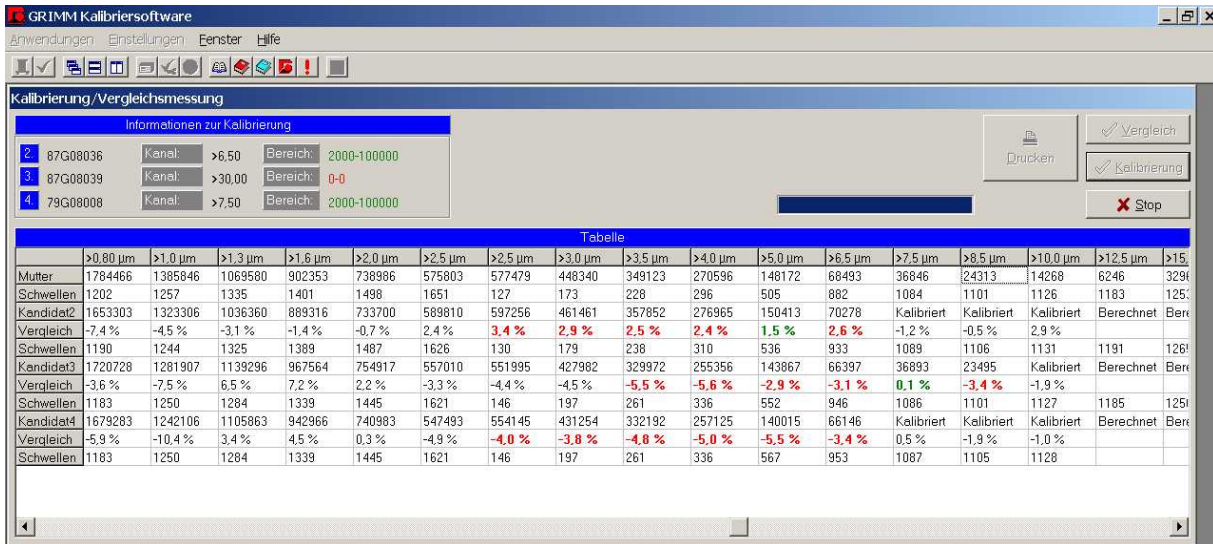 GRIMM Kalibriersoftware
Anwendungen Einstellungen Fenster Hilfe
Kalibrierung/Vergleichsmessung
Informationen zur Kalibrierung
2. 87G08036 Kanal: >6,50 Bereich: 2000-100000
3. 87G08039 Kanal: >30,00 Bereich: 0-0
4. 79G08008 Kanal: >7,50 Bereich: 2000-100000
Drucken
Vergleich
Kalibrierung
Stop
Tabelle
>0,80 µm >1,0 µm >1,3 µm >1,6 µm >2,0 µm >2,5 µm >2,5 µm >3,0 µm >3,5 µm >4,0 µm >5,0 µm >6,5 µm >7,5 µm >8,5 µm >10,0 µm >12,5 µm >15,
Mutter 1784466 1385846 1069580 902353 738986 575803 577479 448340 349123 270596 148172 68493 36846 24313 14268 6246 3296
Schwellen 1202 1257 1335 1401 1498 1651 127 173 228 296 505 882 1084 1101 1126 1183 125
Kandidat2 1653303 1323306 1036360 889316 733700 589810 597256 461461 357852 276965 150413 70278 Kalibriert Kalibriert Kalibriert Berechnet Bere
Vergleich -7,4 % -4,5 % -3,1 % -1,4 % -0,7 % 2,4 % 3,4 % 2,9 % 2,5 % 2,4 % 1,5 % 2,6 % -1,2 % -0,5 % 2,9 %
Schwellen 1190 1244 1325 1389 1487 1626 130 179 238 310 536 933 1089 1106 1131 1191 126
Kandidat3 1720728 1281907 1139296 967564 754917 557010 551995 427982 329972 255356 143867 66397 36893 23495 Kalibriert Berechnet Bere
Vergleich -3,6 % -7,5 % 6,5 % 7,2 % 2,2 % -3,3 % -4,4 % -4,5 % -5,5 % -5,6 % -2,9 % -3,1 % 0,1 % -3,4 % -1,9 %
Schwellen 1183 1250 1284 1339 1445 1621 146 197 261 336 552 946 1086 1101 1127 1185 125
Kandidat4 1679283 1242106 1105863 942966 740983 547493 554145 431254 332192 257125 140015 66146 Kalibriert Kalibriert Kalibriert Berechnet Bere
Vergleich -5,9 % -10,4 % 3,4 % 4,5 % 0,3 % -4,9 % -4,0 % -3,8 % -4,8 % -5,0 % -5,5 % -3,4 % 0,5 % -1,9 % -1,0 %
Schwellen 1183 1250 1284 1339 1445 1621 146 197 261 336 567 953 1087 1105 1128